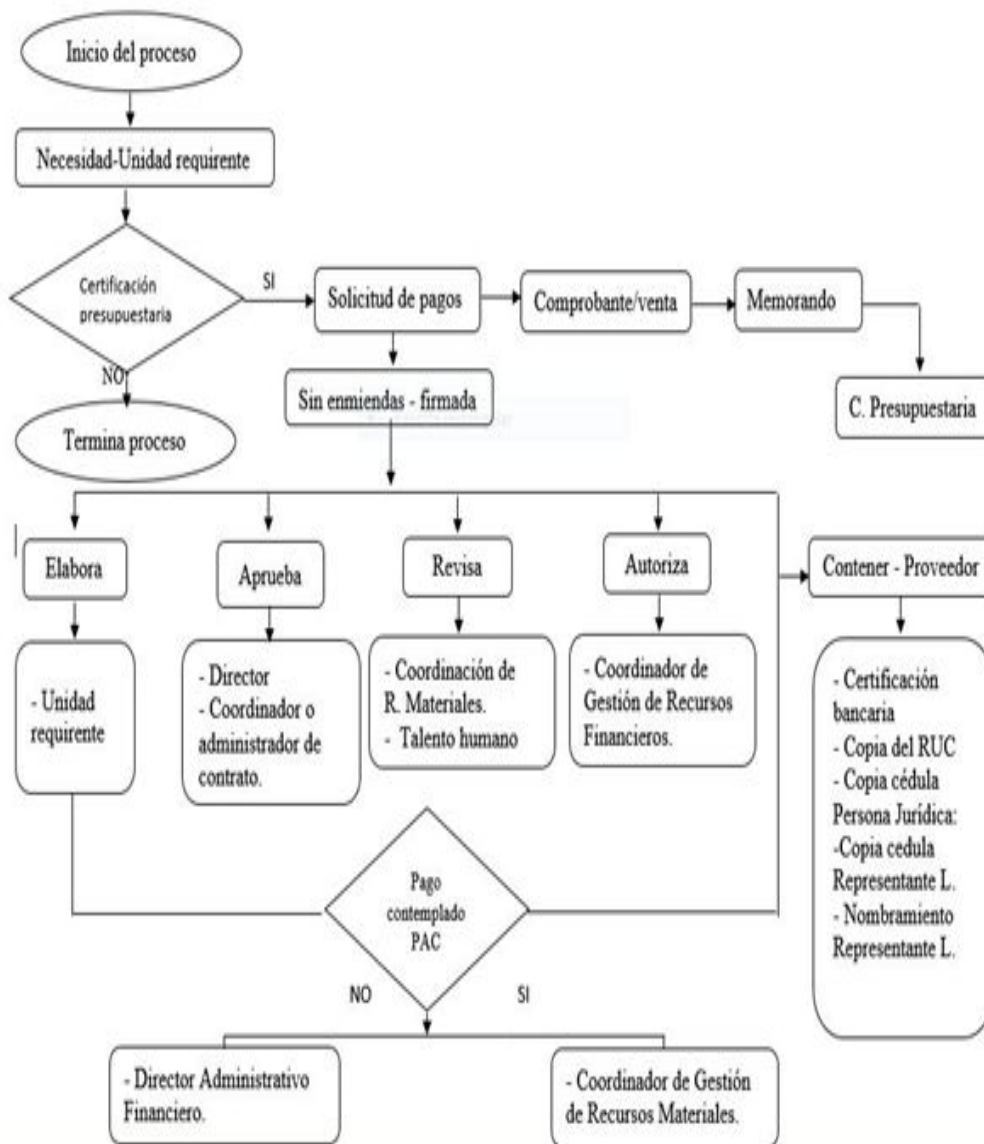 Inicio del proceso
Necesidad-Unidad requirente
Certificación
presupuestaria
SI
Solicitud de pagos
Comprobante/venta
Memorando
NO
Sin enmiendas - firmada
C. Presupuestaria
Termina proceso
Elabora
Aprueba
Revisa
Autoriza
Contener - Proveedor
- Unidad
requirente
- Director
- Coordinador o
administrador de
contrato.
- Coordinación de
R. Materiales.
- Talento humano
- Coordinador de
Gestión de Recursos
Financieros.
- Certificación
bancaria
- Copia del RUC
- Copia cédula
Persona Jurídica:
-Copia cedula
Representante L.
- Nombramiento
Representante L.
Pago
contemplado
PAC
NO
SI
- Director Administrativo
Financiero.
- Coordinador de Gestión
de Recursos Materiales.